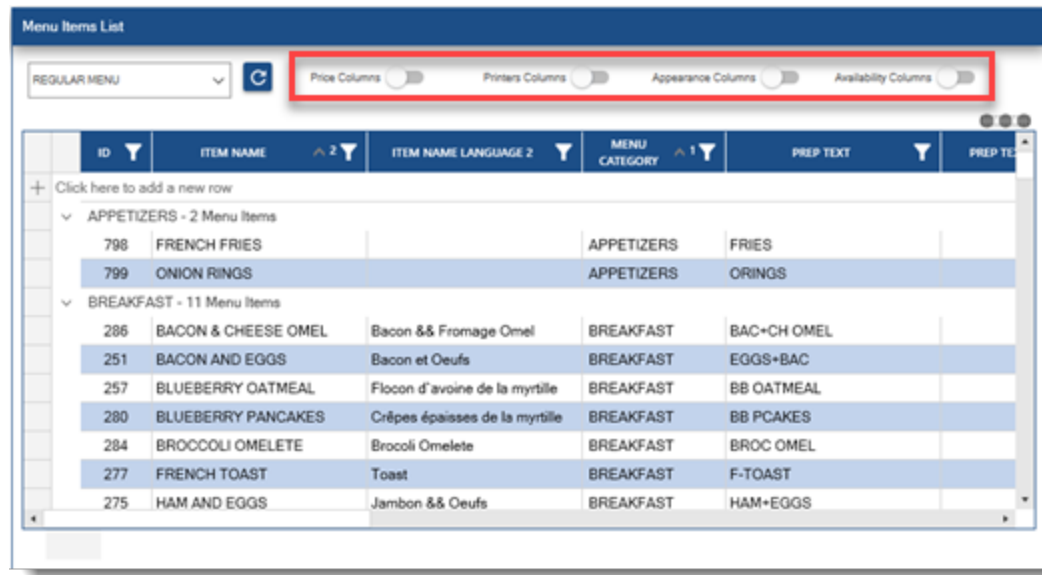 Menu Items List
REGULAR MENU Price Columns Printers Columns Appearance Columns Availability Columns
ID ITEM NAME 2 ITEM NAME LANGUAGE 2 MENU CATEGORY 1 PREP TEXT PREP TE
Click here to add a new row
APPETIZERS - 2 Menu Items
798 FRENCH FRIES APPETIZERS FRIES
799 ONION RINGS APPETIZERS ORINGS
BREAKFAST - 11 Menu Items
286 BACON & CHEESE OMEL Bacon && Fromage Omel BREAKFAST BAC+CH OMEL
251 BACON AND EGGS Bacon et Oeufs BREAKFAST EGGS+BAC
257 BLUEBERRY OATMEAL Flocon d`avoine de la myrtille BREAKFAST BB OATMEAL
280 BLUEBERRY PANCAKES Crêpes épaisses de la myrtille BREAKFAST BB PCAKES
284 BROCCOLI OMELETE Brocoli Omelete BREAKFAST BROC OMEL
277 FRENCH TOAST Toast BREAKFAST F-TOAST
275 HAM AND EGGS Jambon && Oeufs BREAKFAST HAM+EGGS